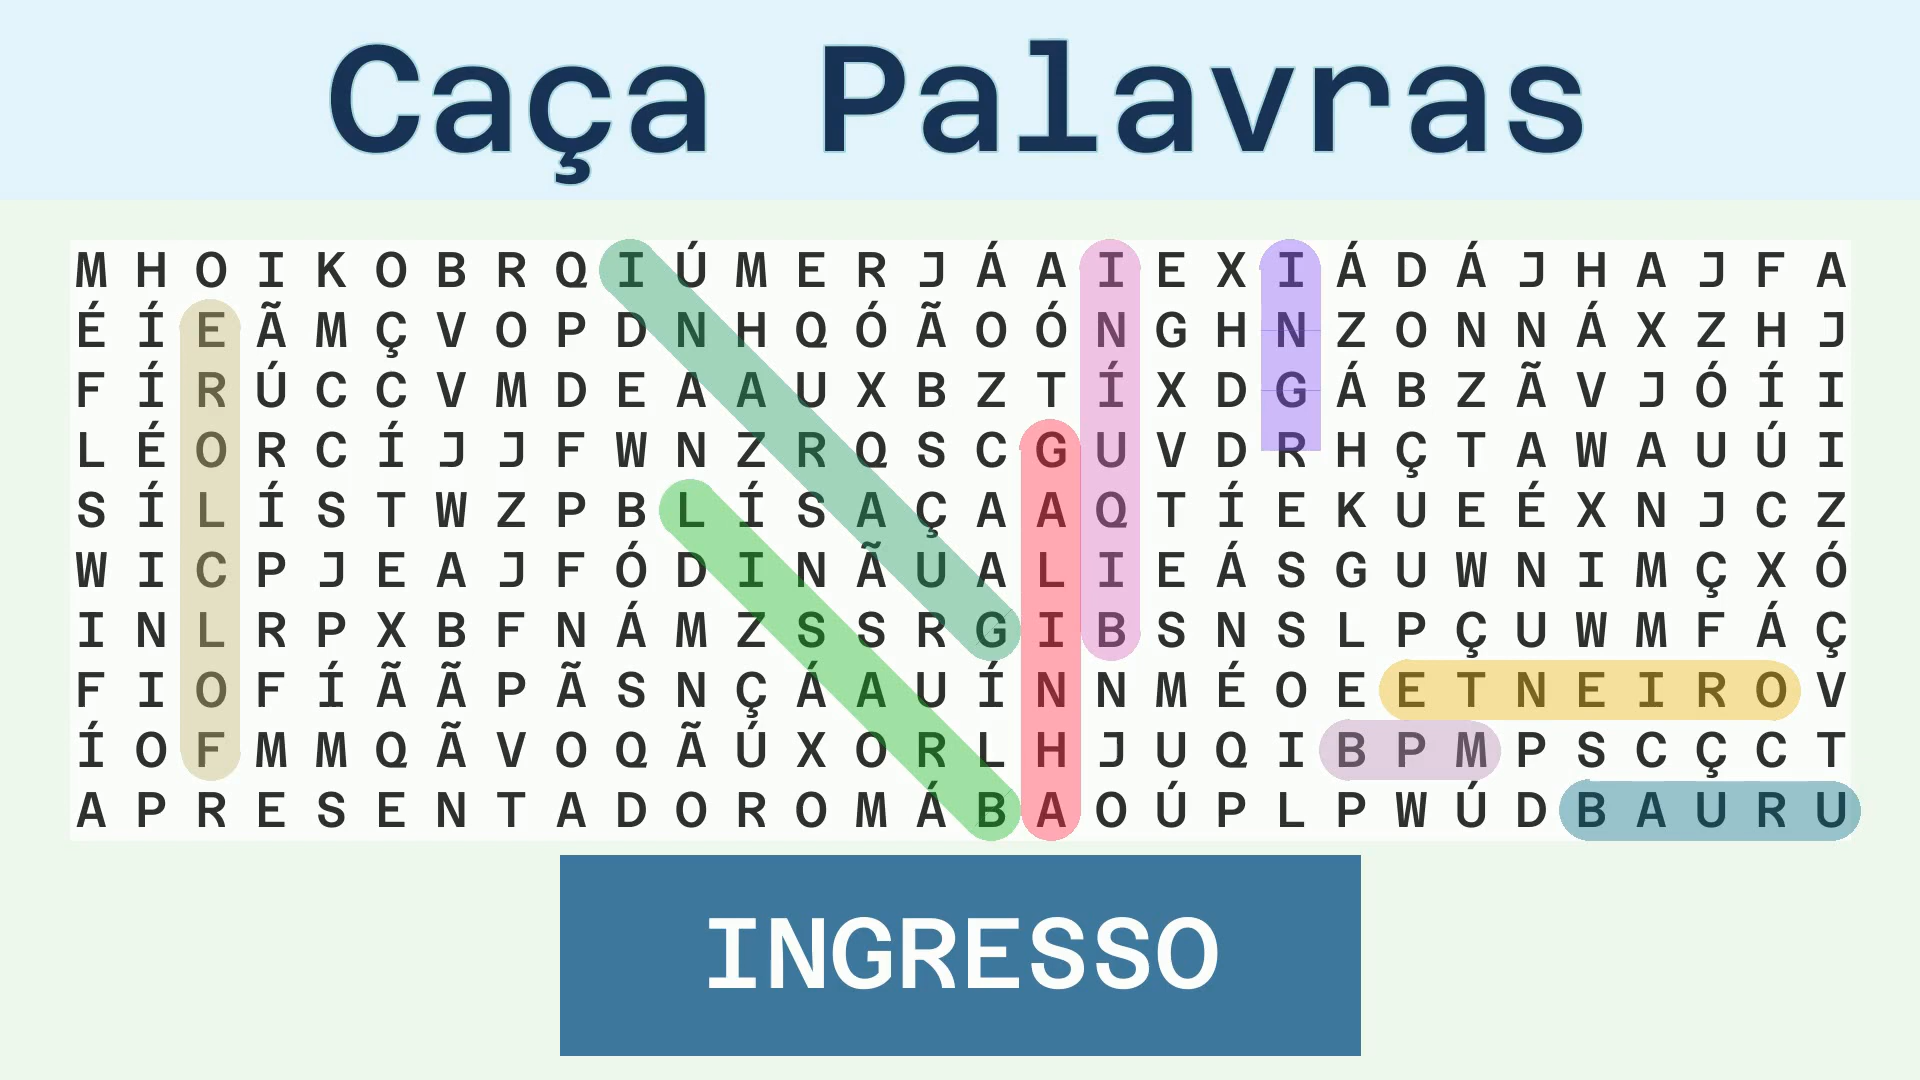 Caça Palavras
M H O I K O B R Q I Ú M E R J Á A I E X I Á D Á J H A J F A
É Í E Ã M Ç V O P D N H Q Ó Ã O Ó N G H N Z O N N Á X Z H J
F Í R Ú C C V M D E A A U X B Z T Í X D G Á B Z Ã V J Ó Í I
L É O R C Í J J F W N Z R Q S C G U V D R H Ç T A W A U Ú I
S Í L Í S T W Z P B L Í S A Ç A A Q T Í E K U E É X N J C Z
W I C P J E A J F Ó D I N Ã U A L I E Á S G U W N I M Ç X Ó
I N L R P X B F N Á M Z S S R G I B S N S L P Ç U W M F Á Ç
F I O F Í Ã Ã P Ã S N Ç Á A U Í N N M É O E E T N E I R O V
Í O F M M Q Ã V O Q Ã Ú X O R L H J U Q I B P M P S C Ç C T
A P R E S E N T A D O R O M Á B A O Ú P L P W Ú D B A U R U
INGRESSO